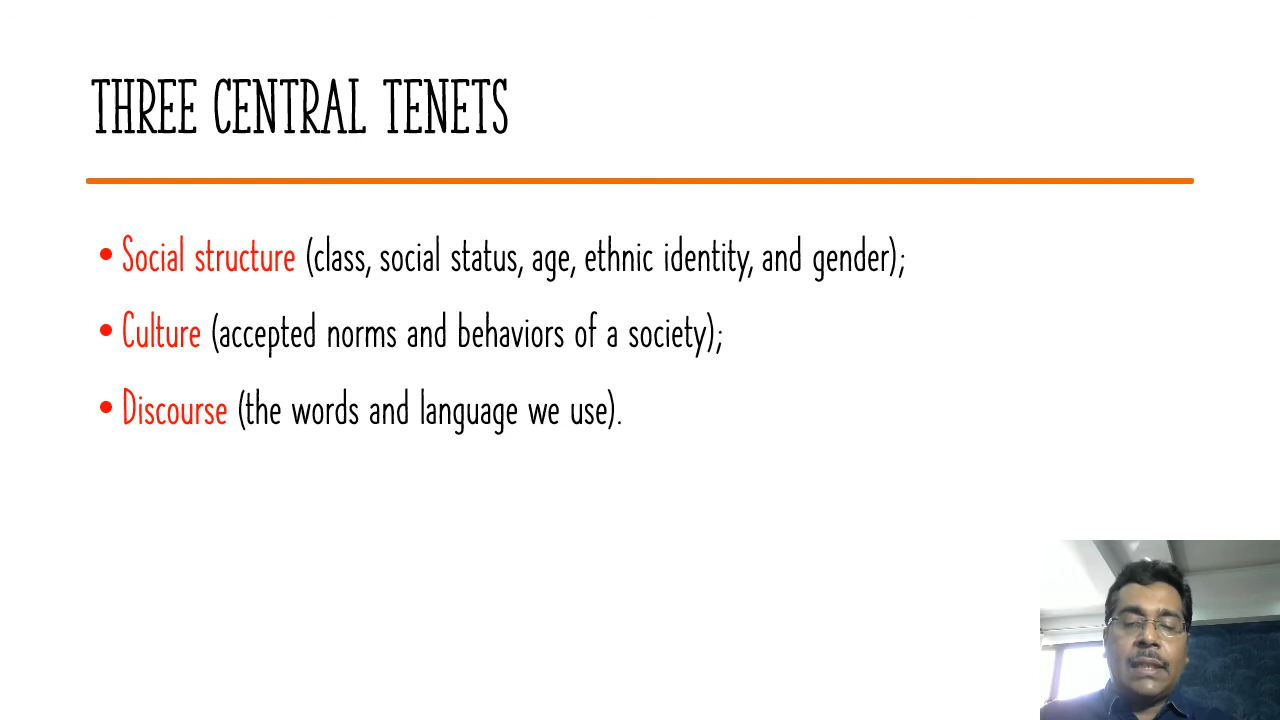 THREE CENTRAL TENETS
• Social structure (class, social status, age, ethnic identity, and gender);
• Culture (accepted norms and behaviors of a society);
• Discourse (the words and language we use).